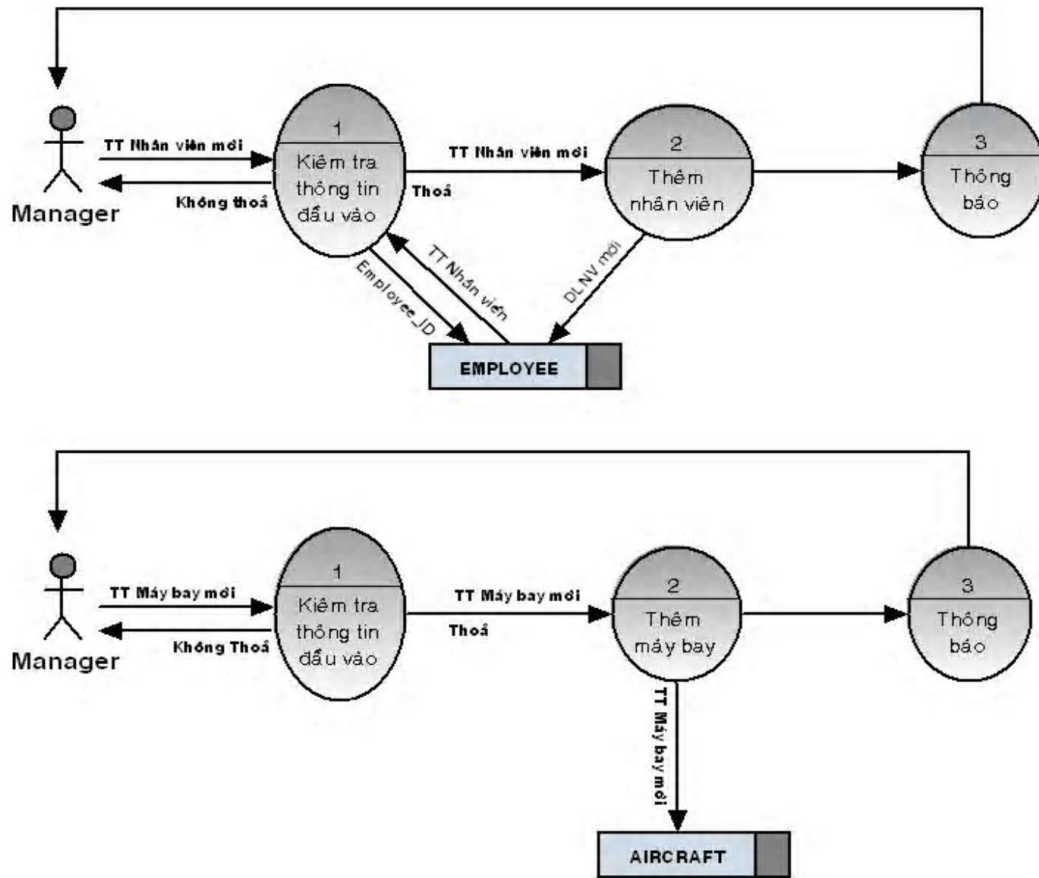 1
Kiểm tra
thông tin
đầu vào
2
Thêm
nhân viên
3
Thông
báo
TT Nhân viên mới
Không thoả
TT Nhân viên mới
Thoả
Manager
Employee_ID
TT Nhân viên
DL NV mới
EMPLOYEE
1
Kiểm tra
thông tin
đầu vào
2
Thêm
máy bay
3
Thông
báo
TT Máy bay mới
Không Thoả
TT Máy bay mới
Thoả
Manager
TT Máy bay mới
AIRCRAFT